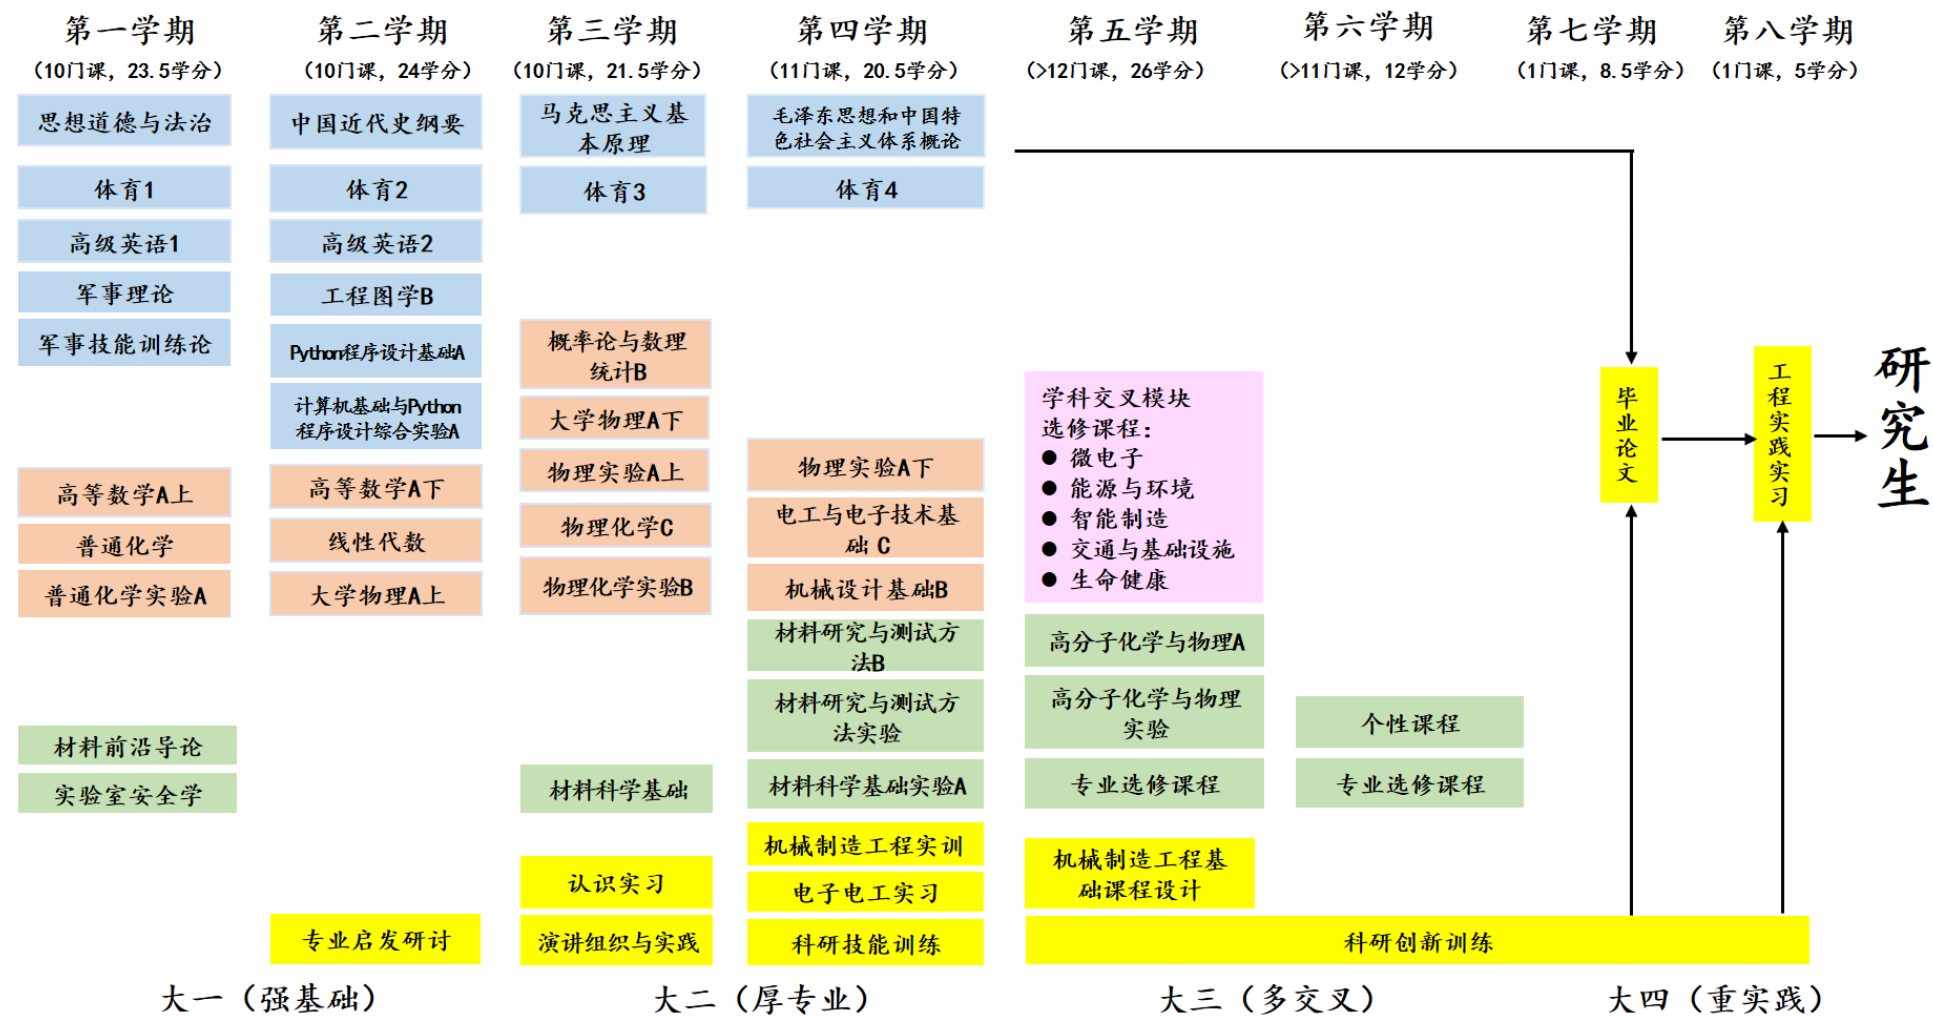 第一学期
(10门课, 23.5学分)
思想道德与法治
体育1
高级英语1
军事理论
军事技能训练论
高等数学A上
普通化学
普通化学实验A
材料前沿导论
实验室安全学
第二学期
(10门课, 24学分)
中国近代史纲要
体育2
高级英语2
工程图学B
Python程序设计基础A
计算机基础与Python
程序设计综合实验A
高等数学A下
线性代数
大学物理A上
专业启发研讨
第三学期
(10门课, 21.5学分)
马克思主义基
本原理
体育3
概率论与数理
统计B
大学物理A下
物理实验A上
物理化学C
物理化学实验B
材料科学基础
认识实习
演讲组织与实践
第四学期
(11门课, 20.5学分)
毛泽东思想和中国特
色社会主义体系概论
体育4
物理实验A下
电工与电子技术基
础 C
机械设计基础B
材料研究与测试方
法B
材料研究与测试方
法实验
材料科学基础实验A
机械制造工程实训
电子电工实习
科研技能训练
第五学期
(>12门课, 26学分)
学科交叉模块
选修课程:
● 微电子
● 能源与环境
● 智能制造
● 交通与基础设施
● 生命健康
高分子化学与物理A
高分子化学与物理
实验
专业选修课程
机械制造工程基
础课程设计
第六学期
(>11门课, 12学分)
个性课程
专业选修课程
科研创新训练
第七学期
(1门课, 8.5学分)
毕业论文
第八学期
(1门课, 5学分)
工程实践实习
研究生
大一（强基础）
大二（厚专业）
大三（多交叉）
大四（重实践）